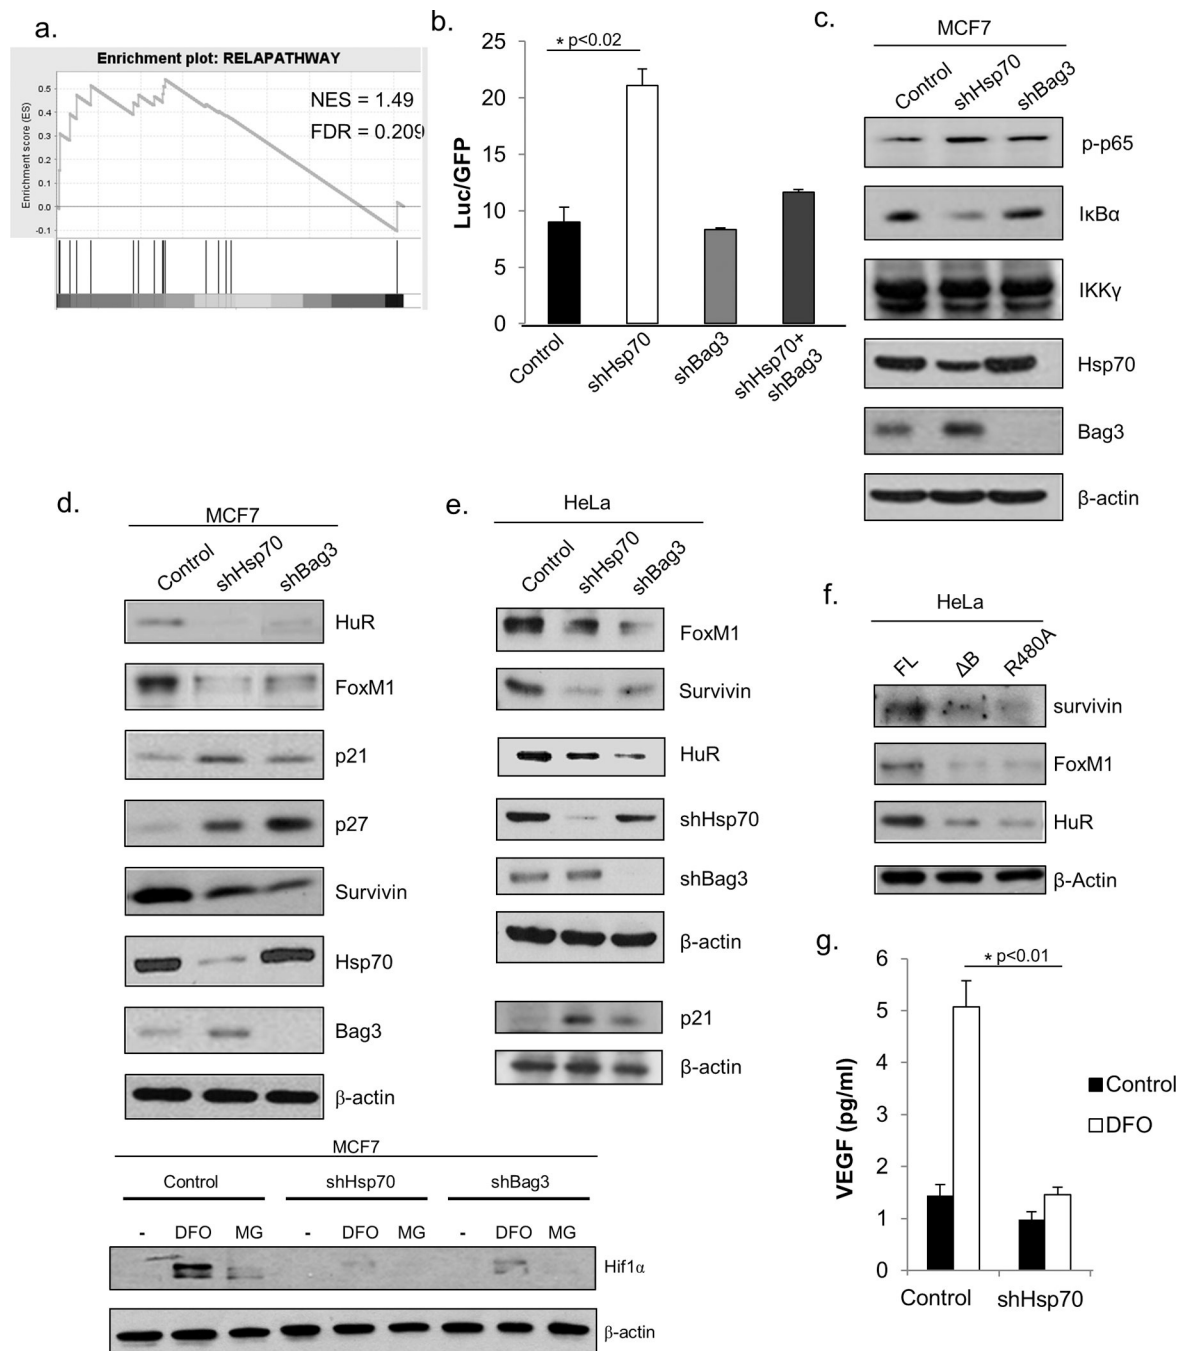 a.
Enrichment plot: RELAPATHWAY
NES = 1.49
FDR = 0.209
Enrichment score (ES)
0.5
0.4
0.3
0.2
0.1
0.0
-0.1
b.
* p<0.02
Luc/GFP
25
20
15
10
5
0
Control
shHsp70
shBag3
shHsp70+
shBag3
c.
MCF7
Control
shHsp70
shBag3
p-p65
IκBα
IKKγ
Hsp70
Bag3
β-actin
d.
MCF7
Control
shHsp70
shBag3
HuR
FoxM1
p21
p27
Survivin
Hsp70
Bag3
β-actin
MCF7
Control shHsp70 shBag3
- DFO MG - DFO MG - DFO MG
Hif1α
β-actin
e.
HeLa
Control
shHsp70
shBag3
FoxM1
Survivin
HuR
shHsp70
shBag3
β-actin
p21
β-actin
f.
HeLa
FL
ΔB
R480A
survivin
FoxM1
HuR
β-Actin
g.
* p<0.01
VEGF (pg/ml)
6
5
4
3
2
1
0
Control
DFO
Control shHsp70